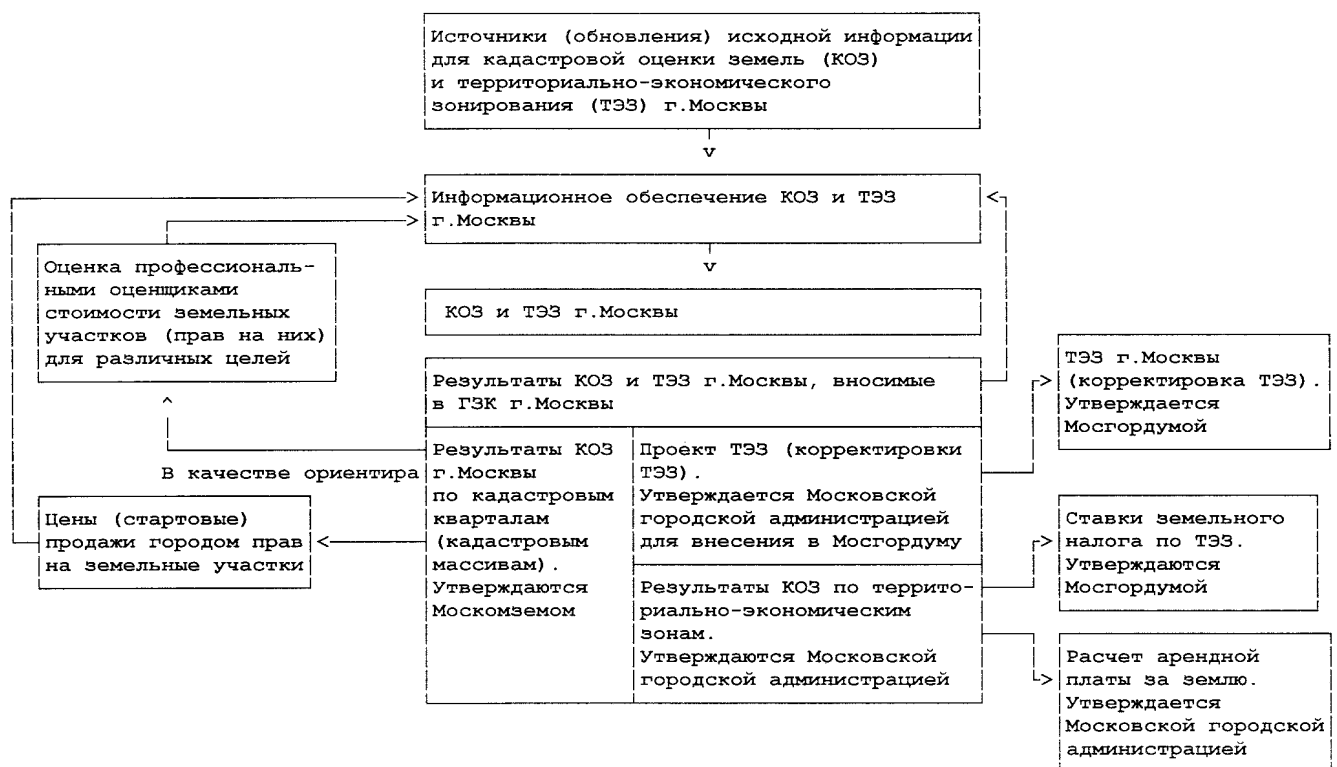 Источники (обновления) исходной информации
для кадастровой оценки земель (КОЗ)
и территориально-экономического
зонирования (ТЭЗ) г.Москвы
Информационное обеспечение КОЗ и ТЭЗ
г.Москвы
Оценка профессиональ-
ными оценщиками
стоимости земельных
участков (прав на них)
для различных целей
КОЗ и ТЭЗ г.Москвы
Результаты КОЗ и ТЭЗ г.Москвы, вносимые
в ГЗК г.Москвы
ТЭЗ г.Москвы
(корректировка ТЭЗ).
Утверждается
Мосгордумой
В качестве ориентира
Результаты КОЗ
г.Москвы
по кадастровым
кварталам
(кадастровым
массивам).
Утверждаются
Москомземом
Проект ТЭЗ (корректировки
ТЭЗ).
Утверждается Московской
городской администрацией
для внесения в Мосгордуму
Цены (стартовые)
продажи городом прав
на земельные участки
Ставки земельного
налога по ТЭЗ.
Утверждаются
Мосгордумой
Результаты КОЗ по террито-
риально-экономическим
зонам.
Утверждаются Московской
городской администрацией
Расчет арендной
платы за землю.
Утверждается
Московской городской
администрацией